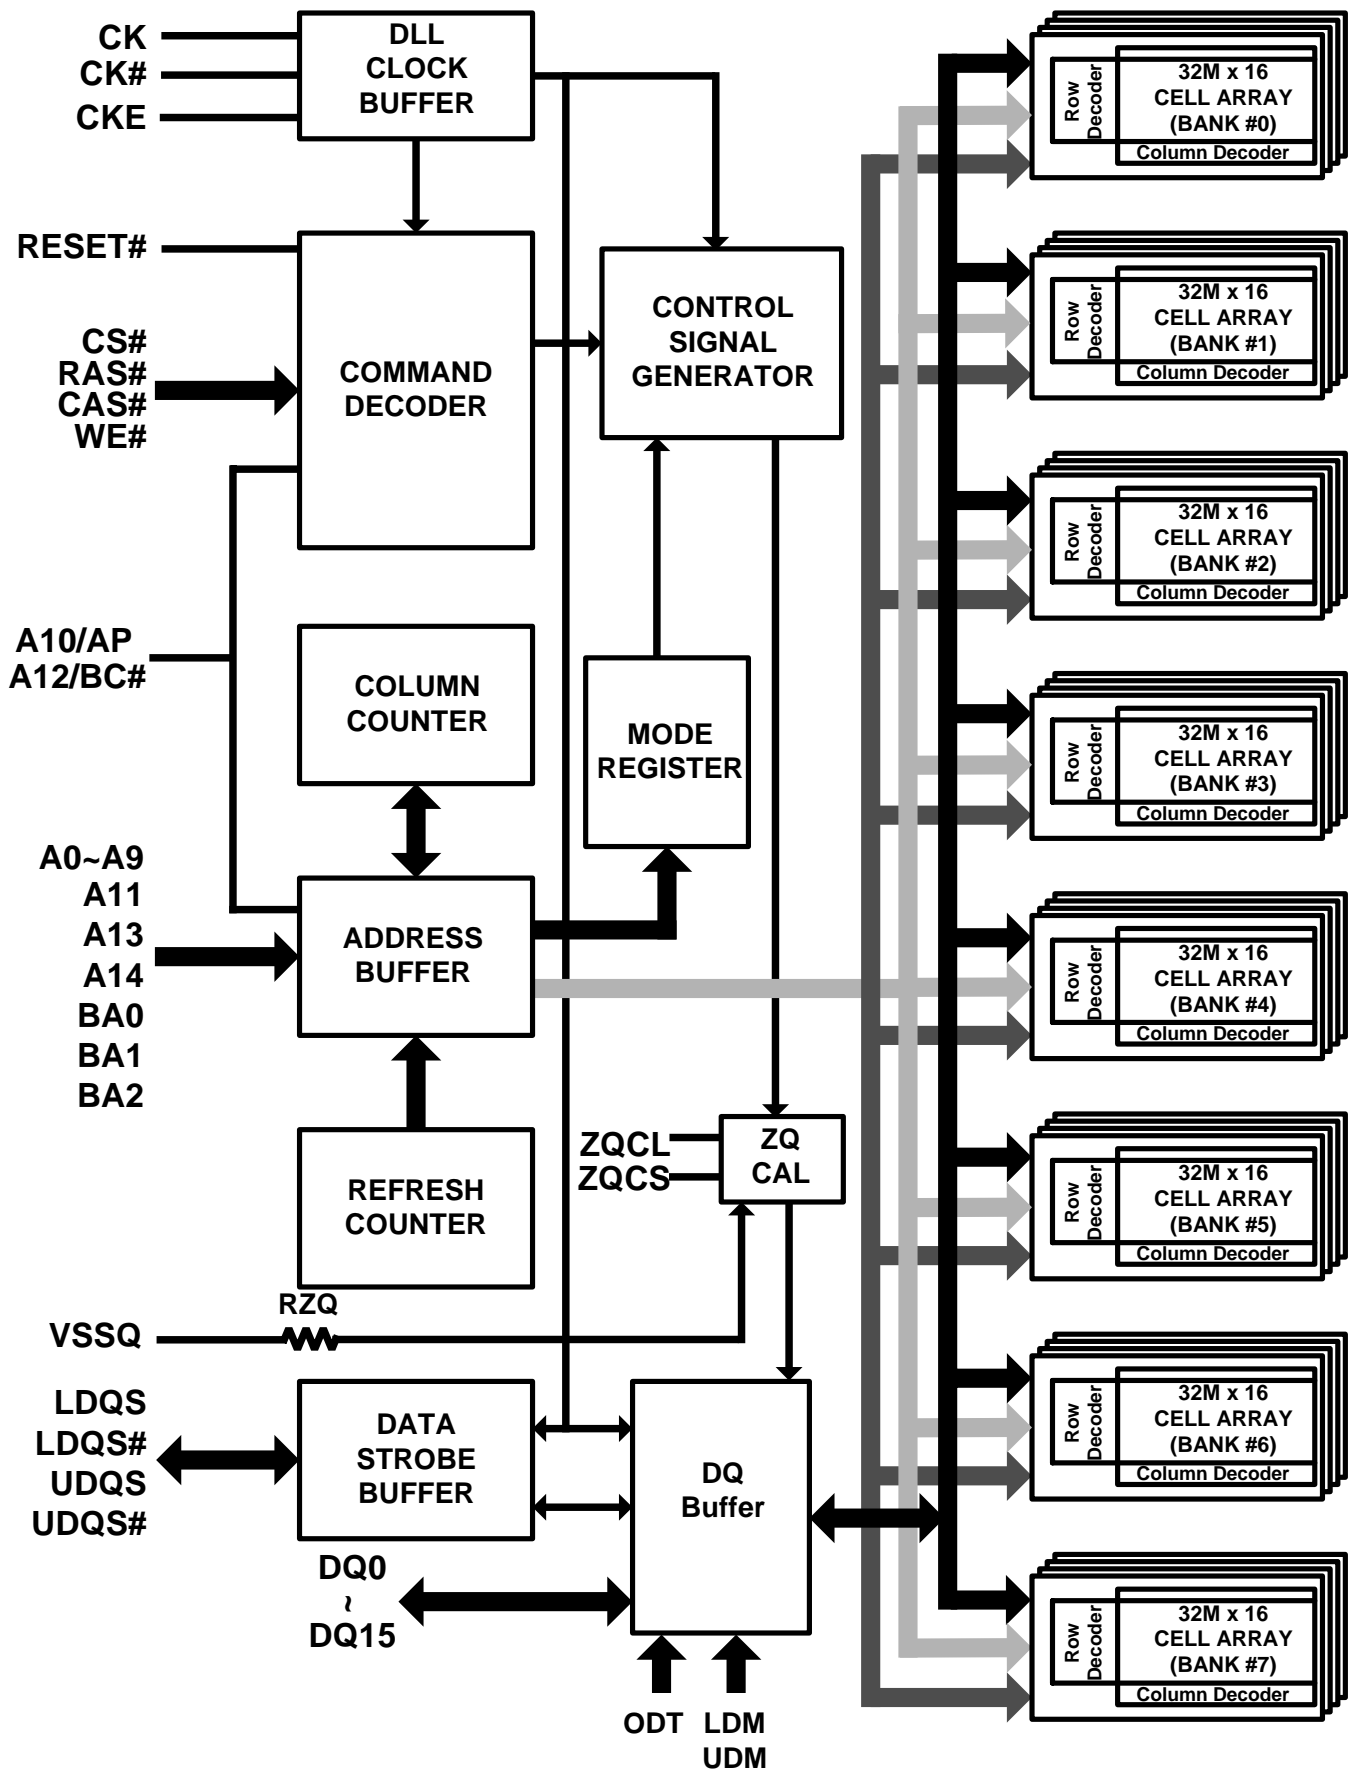 CK
CK#
CKE
DLL
CLOCK
BUFFER
RESET#
CS#
RAS#
CAS#
WE#
COMMAND
DECODER
CONTROL
SIGNAL
GENERATOR
A10/AP
A12/BC#
COLUMN
COUNTER
MODE
REGISTER
A0~A9
A11
A13
A14
BA0
BA1
BA2
ADDRESS
BUFFER
REFRESH
COUNTER
ZQCL
ZQCS
ZQ
CAL
RZQ
VSSQ
LDQS
LDQS#
UDQS
UDQS#
DATA
STROBE
BUFFER
DQ
Buffer
DQ0
~
DQ15
ODT
LDM
UDM
Row
Decoder
32M x 16
CELL ARRAY
(BANK #0)
Column Decoder
Row
Decoder
32M x 16
CELL ARRAY
(BANK #1)
Column Decoder
Row
Decoder
32M x 16
CELL ARRAY
(BANK #2)
Column Decoder
Row
Decoder
32M x 16
CELL ARRAY
(BANK #3)
Column Decoder
Row
Decoder
32M x 16
CELL ARRAY
(BANK #4)
Column Decoder
Row
Decoder
32M x 16
CELL ARRAY
(BANK #5)
Column Decoder
Row
Decoder
32M x 16
CELL ARRAY
(BANK #6)
Column Decoder
Row
Decoder
32M x 16
CELL ARRAY
(BANK #7)
Column Decoder